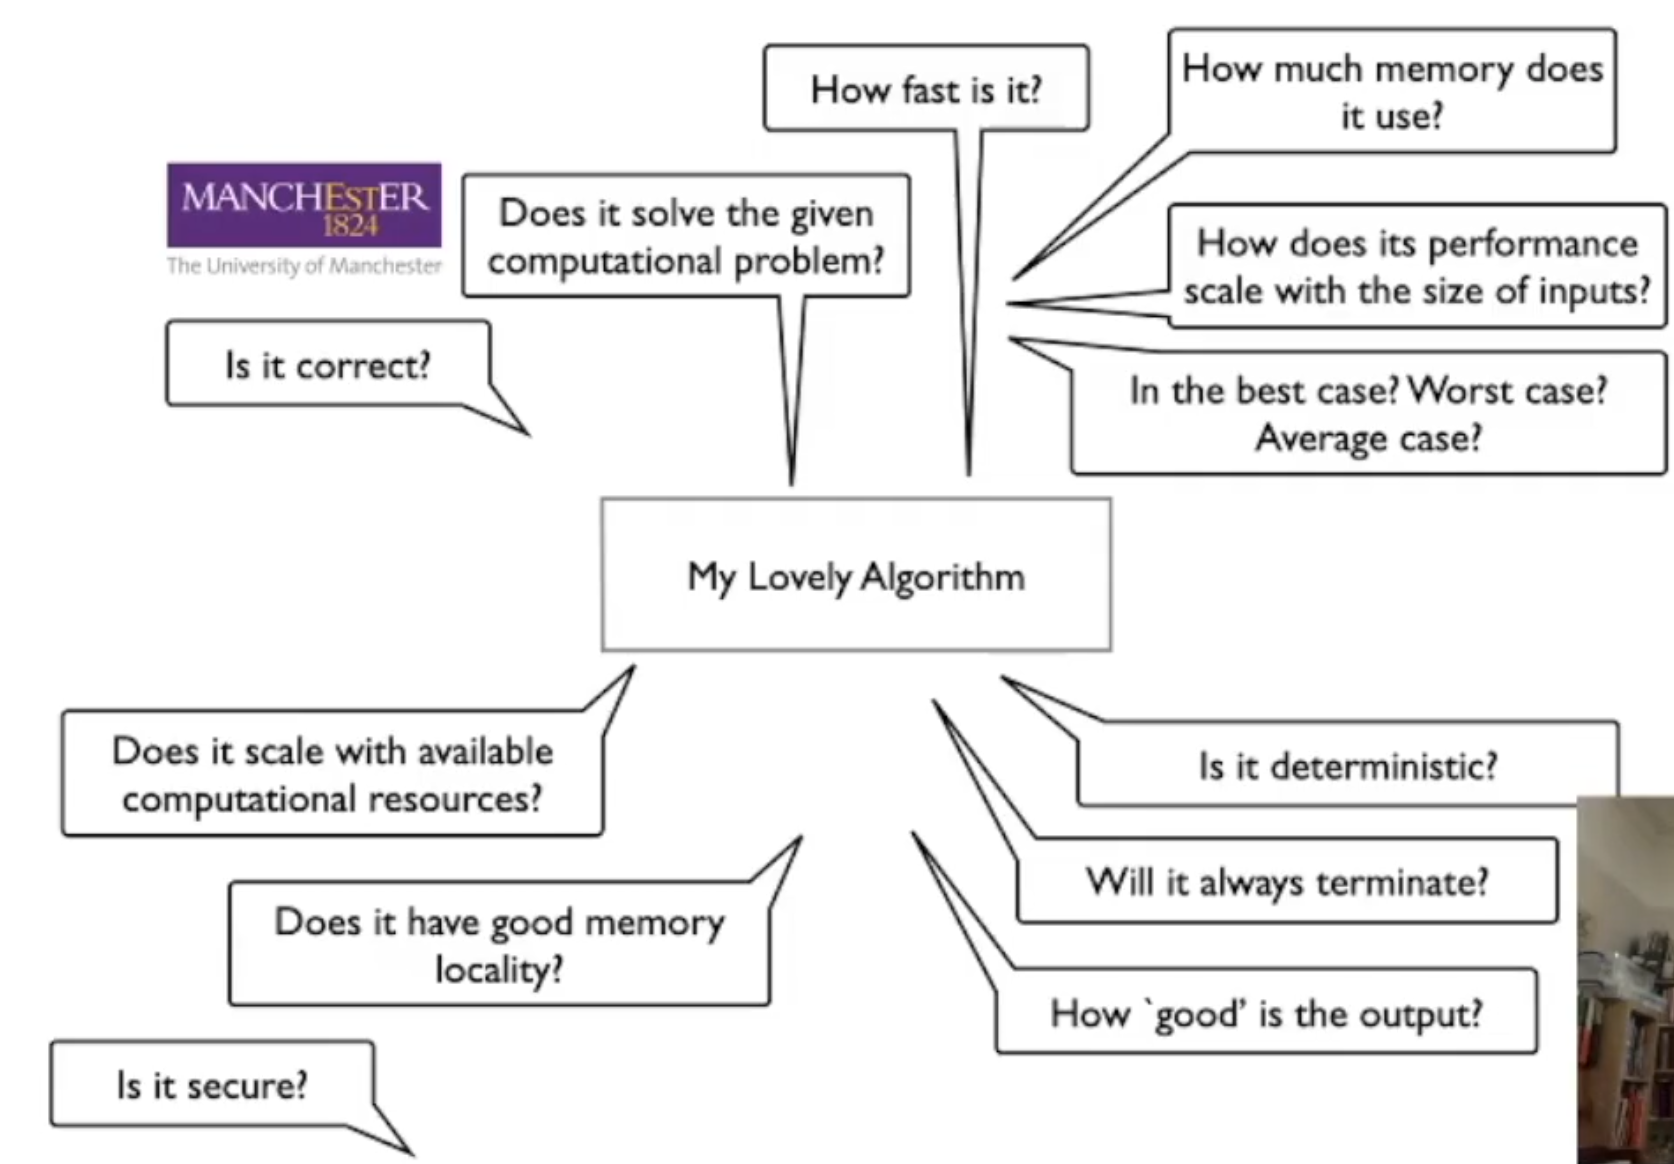 How fast is it?
How much memory does
it use?
MANCHESTER
1824
The University of Manchester
Does it solve the given
computational problem?
How does its performance
scale with the size of inputs?
Is it correct?
In the best case? Worst case?
Average case?
My Lovely Algorithm
Does it scale with available
computational resources?
Is it deterministic?
Will it always terminate?
Does it have good memory
locality?
How `good’ is the output?
Is it secure?